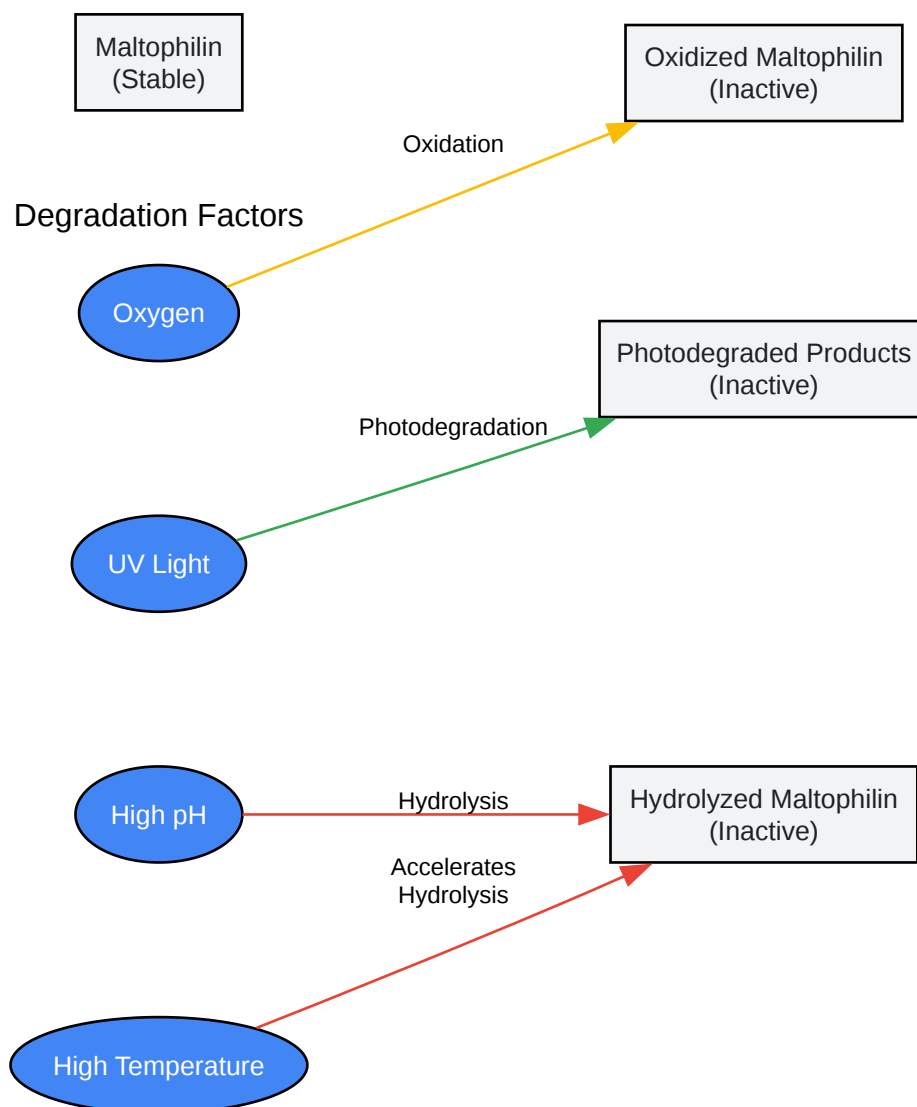 Maltophilin
(Stable)
Oxidized Maltophilin
(Inactive)
Oxidation
Degradation Factors
Oxygen
Photodegraded Products
(Inactive)
Photodegradation
UV Light
High pH
Hydrolysis
Hydrolyzed Maltophilin
(Inactive)
Accelerates
Hydrolysis
High Temperature